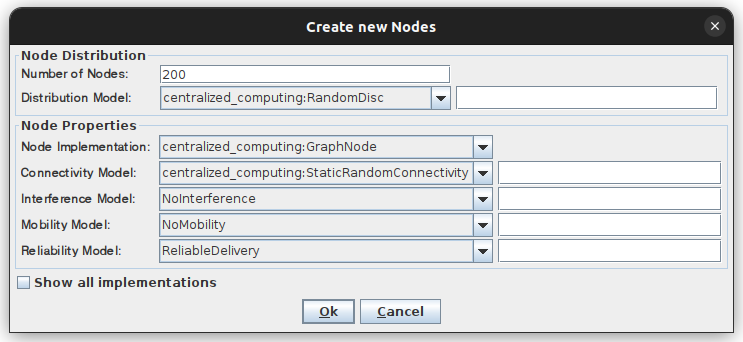 Create new Nodes
Node Distribution
Number of Nodes: 200
Distribution Model: centralized_computing:RandomDisc
Node Properties
Node Implementation: centralized_computing:GraphNode
Connectivity Model: centralized_computing:StaticRandomConnectivity
Interference Model: NoInterference
Mobility Model: NoMobility
Reliability Model: ReliableDelivery
Show all implementations
Ok Cancel